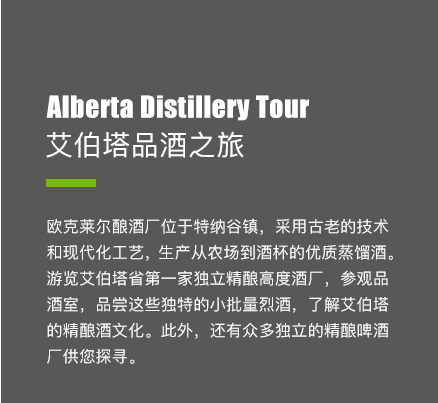 Alberta Distillery Tour
艾伯塔品酒之旅
欧克莱尔酿酒厂位于特纳谷镇，采用古老的技术
和现代化工艺，生产从农场到酒杯的优质蒸馏酒。
游览艾伯塔省第一家独立精酿高度酒厂，参观品
酒室，品尝这些独特的小批量烈酒，了解艾伯塔
的精酿酒文化。此外，还有众多独立的精酿啤酒
厂供您探寻。